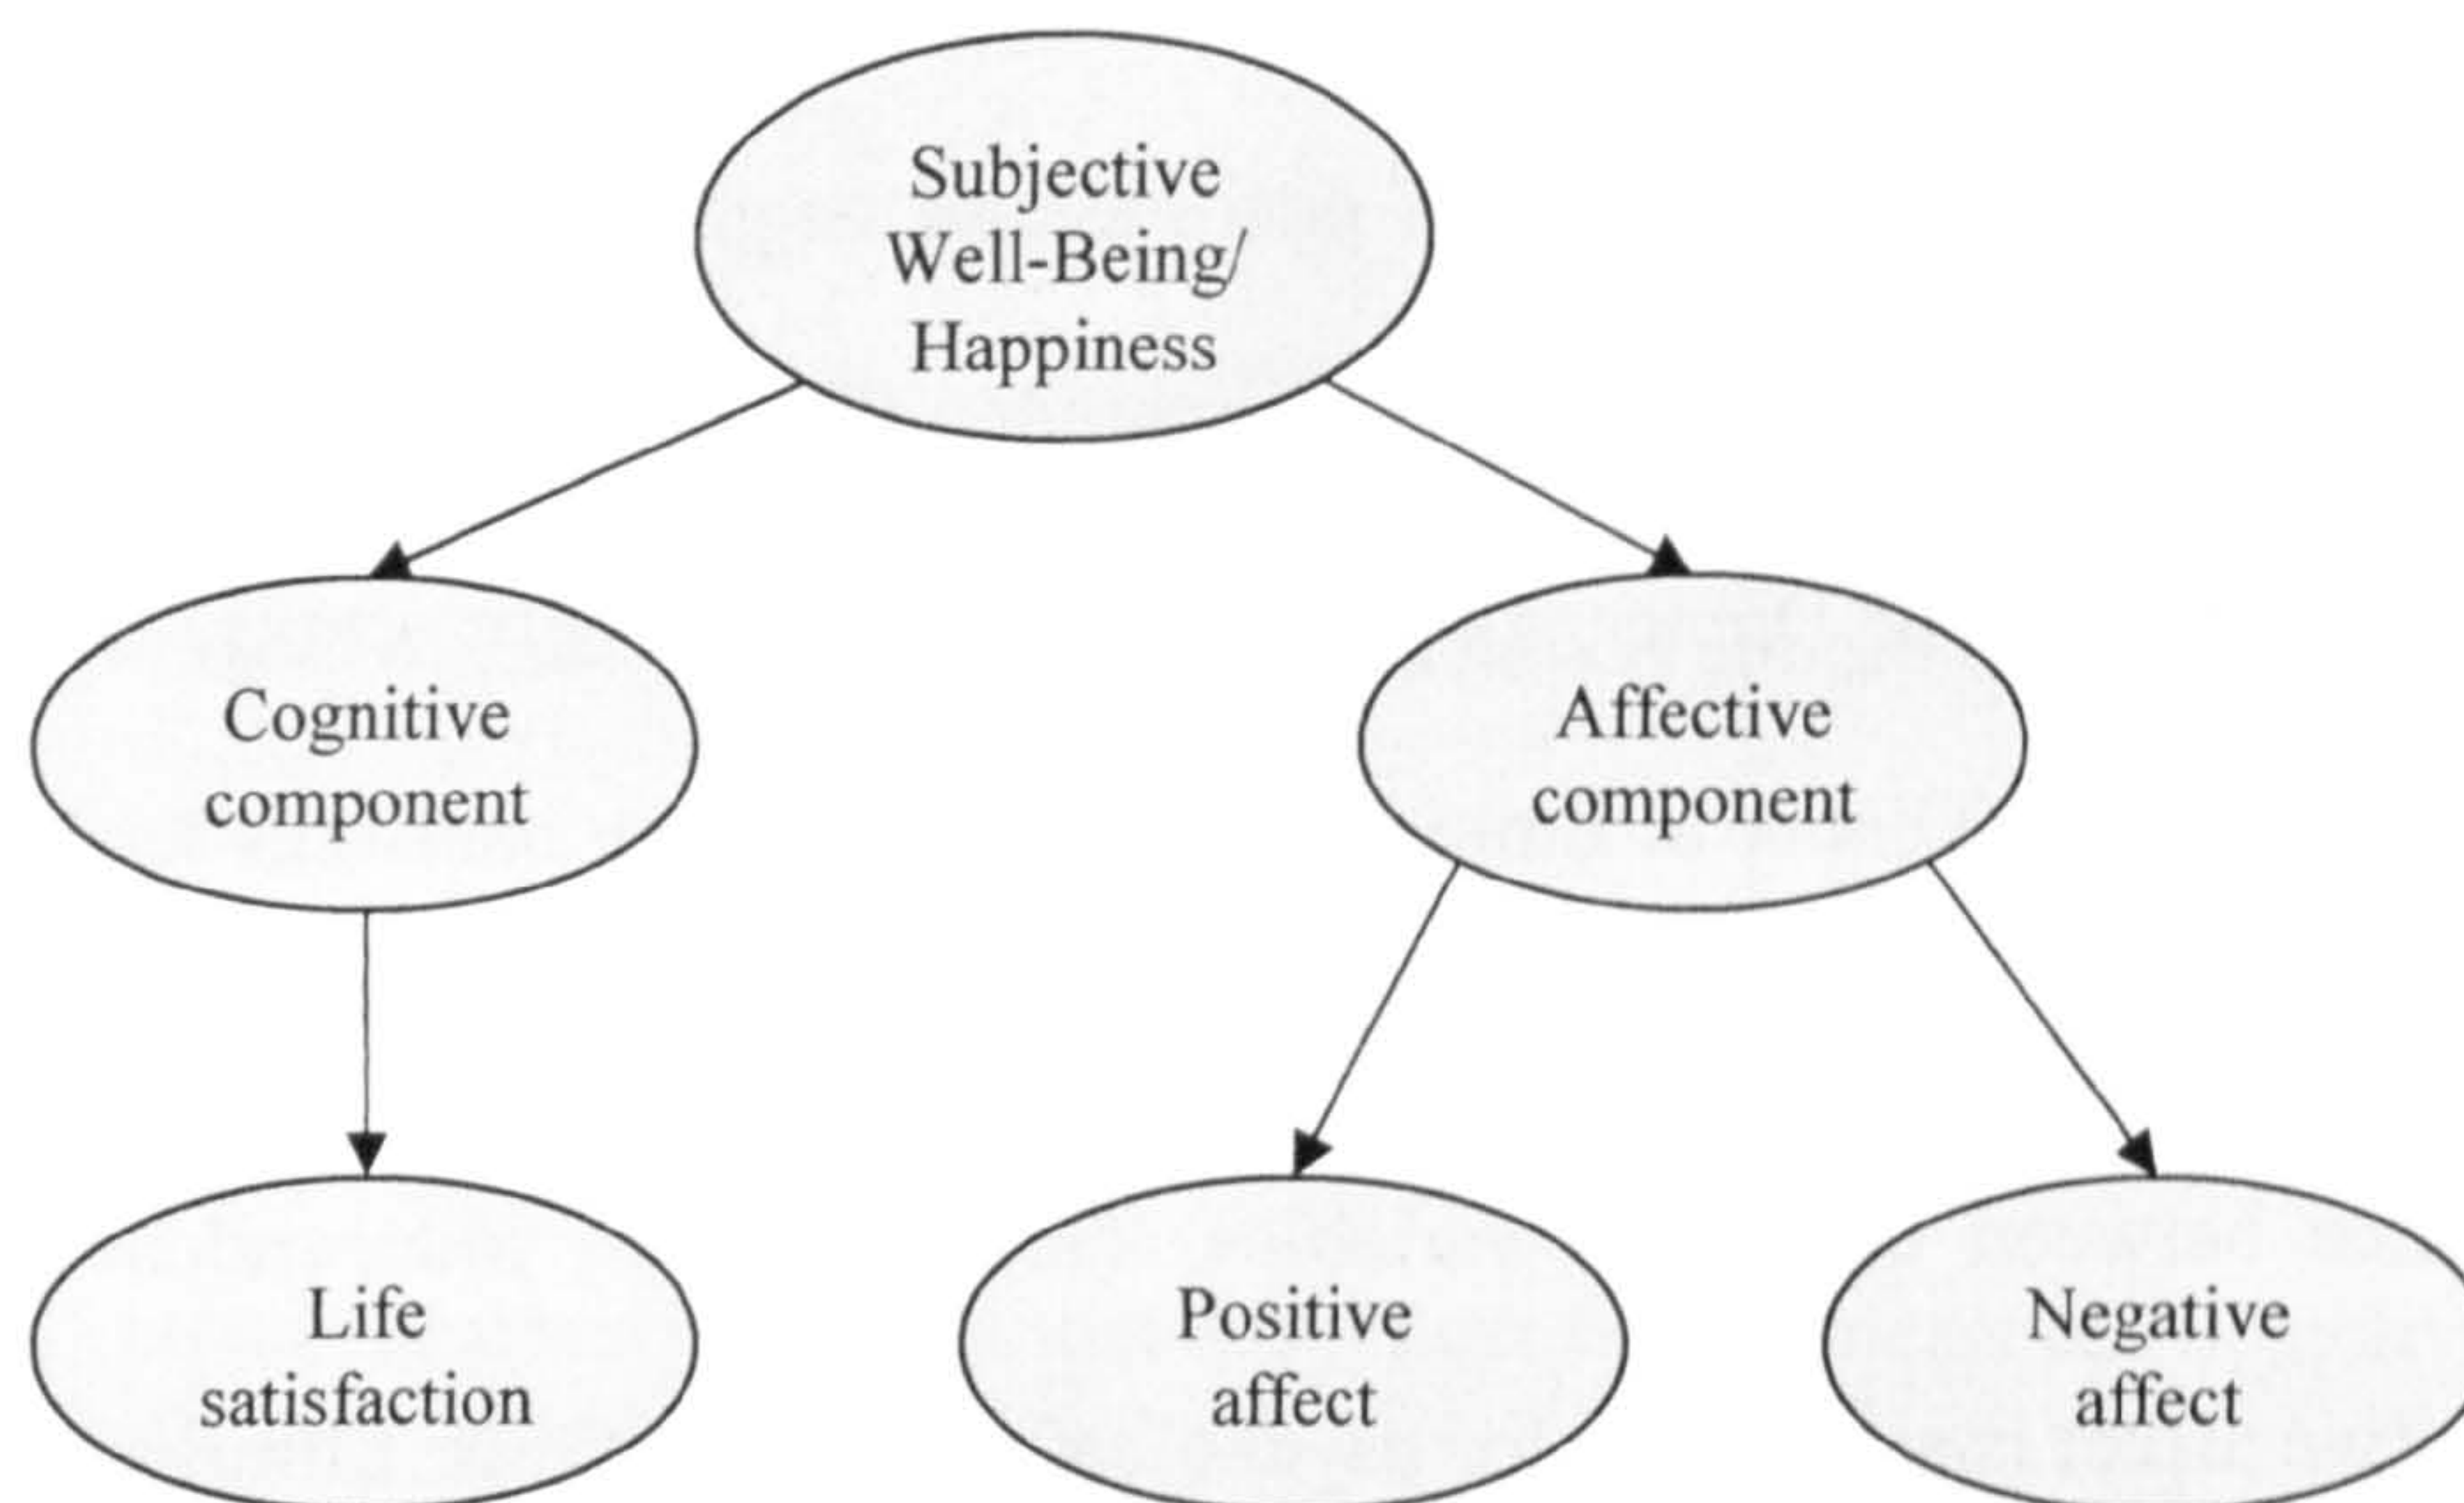 Subjective
Well-Being/
Happiness
Cognitive
component
Affective
component
Life
satisfaction
Positive
affect
Negative
affect